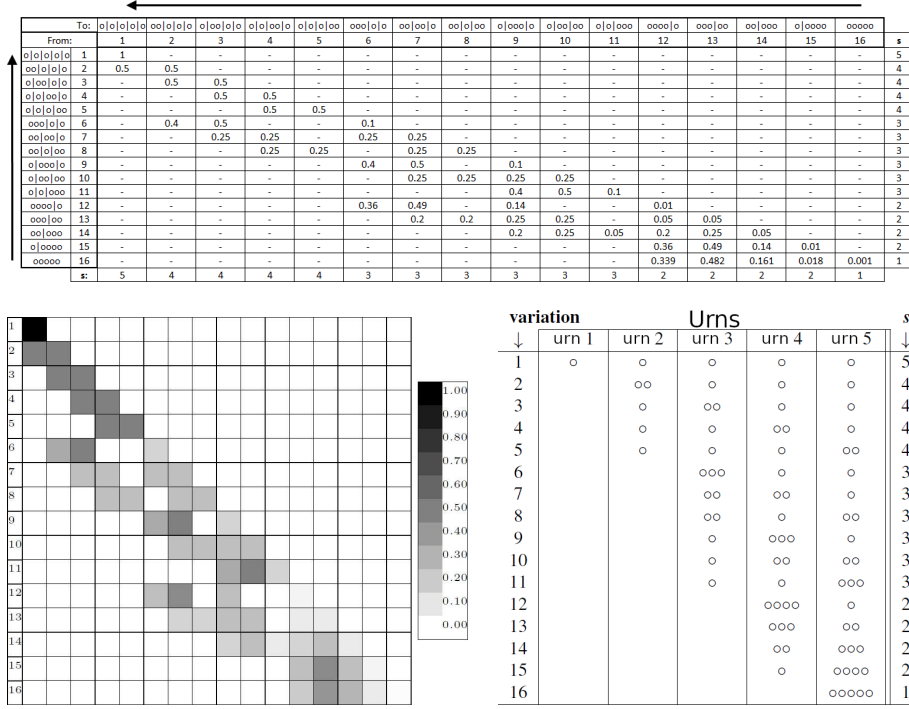 To: o|o|o|o|o oo|o|o|o o|oo|o|o o|o|oo|o o|o|o|oo ooo|o|o oo|oo|o oo|o|oo o|ooo|o o|oo|oo o|o|ooo oooo|o ooo|oo oo|ooo o|oooo ooooo
From: 1 2 3 4 5 6 7 8 9 10 11 12 13 14 15 16 s
o|o|o|o|o 1 1 - - - - - - - - - - - - - - - 5
oo|o|o|o 2 0.5 0.5 - - - - - - - - - - - - - - 4
o|oo|o|o 3 - 0.5 0.5 - - - - - - - - - - - - - 4
o|o|oo|o 4 - - 0.5 0.5 - - - - - - - - - - - - 4
o|o|o|oo 5 - - - 0.5 0.5 - - - - - - - - - - - 4
ooo|o|o 6 - 0.4 0.5 - - 0.1 - - - - - - - - - - 3
oo|oo|o 7 - - 0.25 0.25 - 0.25 0.25 - - - - - - - - - 3
oo|o|oo 8 - - - 0.25 0.25 - 0.25 0.25 - - - - - - - - 3
o|ooo|o 9 - - - - - 0.4 0.5 - 0.1 - - - - - - - 3
o|oo|oo 10 - - - - - - 0.25 0.25 0.25 0.25 - - - - - - 3
o|o|ooo 11 - - - - - - - - 0.4 0.5 0.1 - - - - - 3
oooo|o 12 - - - - - 0.36 0.49 - 0.14 - - 0.01 - - - - 2
ooo|oo 13 - - - - - - 0.2 0.2 0.25 0.25 - 0.05 0.05 - - - 2
oo|ooo 14 - - - - - - - - 0.2 0.25 0.05 0.2 0.25 0.05 - - 2
o|oooo 15 - - - - - - - - - - - 0.36 0.49 0.14 0.01 - 2
ooooo 16 - - - - - - - - - - - 0.339 0.482 0.161 0.018 0.001 1
s: 5 4 4 4 4 3 3 3 3 3 3 2 2 2 2 1
1
2
3
4
5
6
7
8
9
10
11
12
13
14
15
16
1.00
0.90
0.80
0.70
0.60
0.50
0.40
0.30
0.20
0.10
0.00
variation Urns s
↓ urn 1 urn 2 urn 3 urn 4 urn 5 ↓
1 ○ ○ ○ ○ ○ 5
2 ○○ ○ ○ ○ 4
3 ○ ○○ ○ ○ 4
4 ○ ○ ○○ ○ 4
5 ○ ○ ○ ○○ 4
6 ○○○ ○ ○ 3
7 ○○ ○○ ○ 3
8 ○○ ○ ○○ 3
9 ○ ○○○ ○ 3
10 ○ ○○ ○○ 3
11 ○ ○ ○○○ 3
12 ○○○○ ○ 2
13 ○○○ ○○ 2
14 ○○ ○○○ 2
15 ○ ○○○○ 2
16 ○○○○○ 1